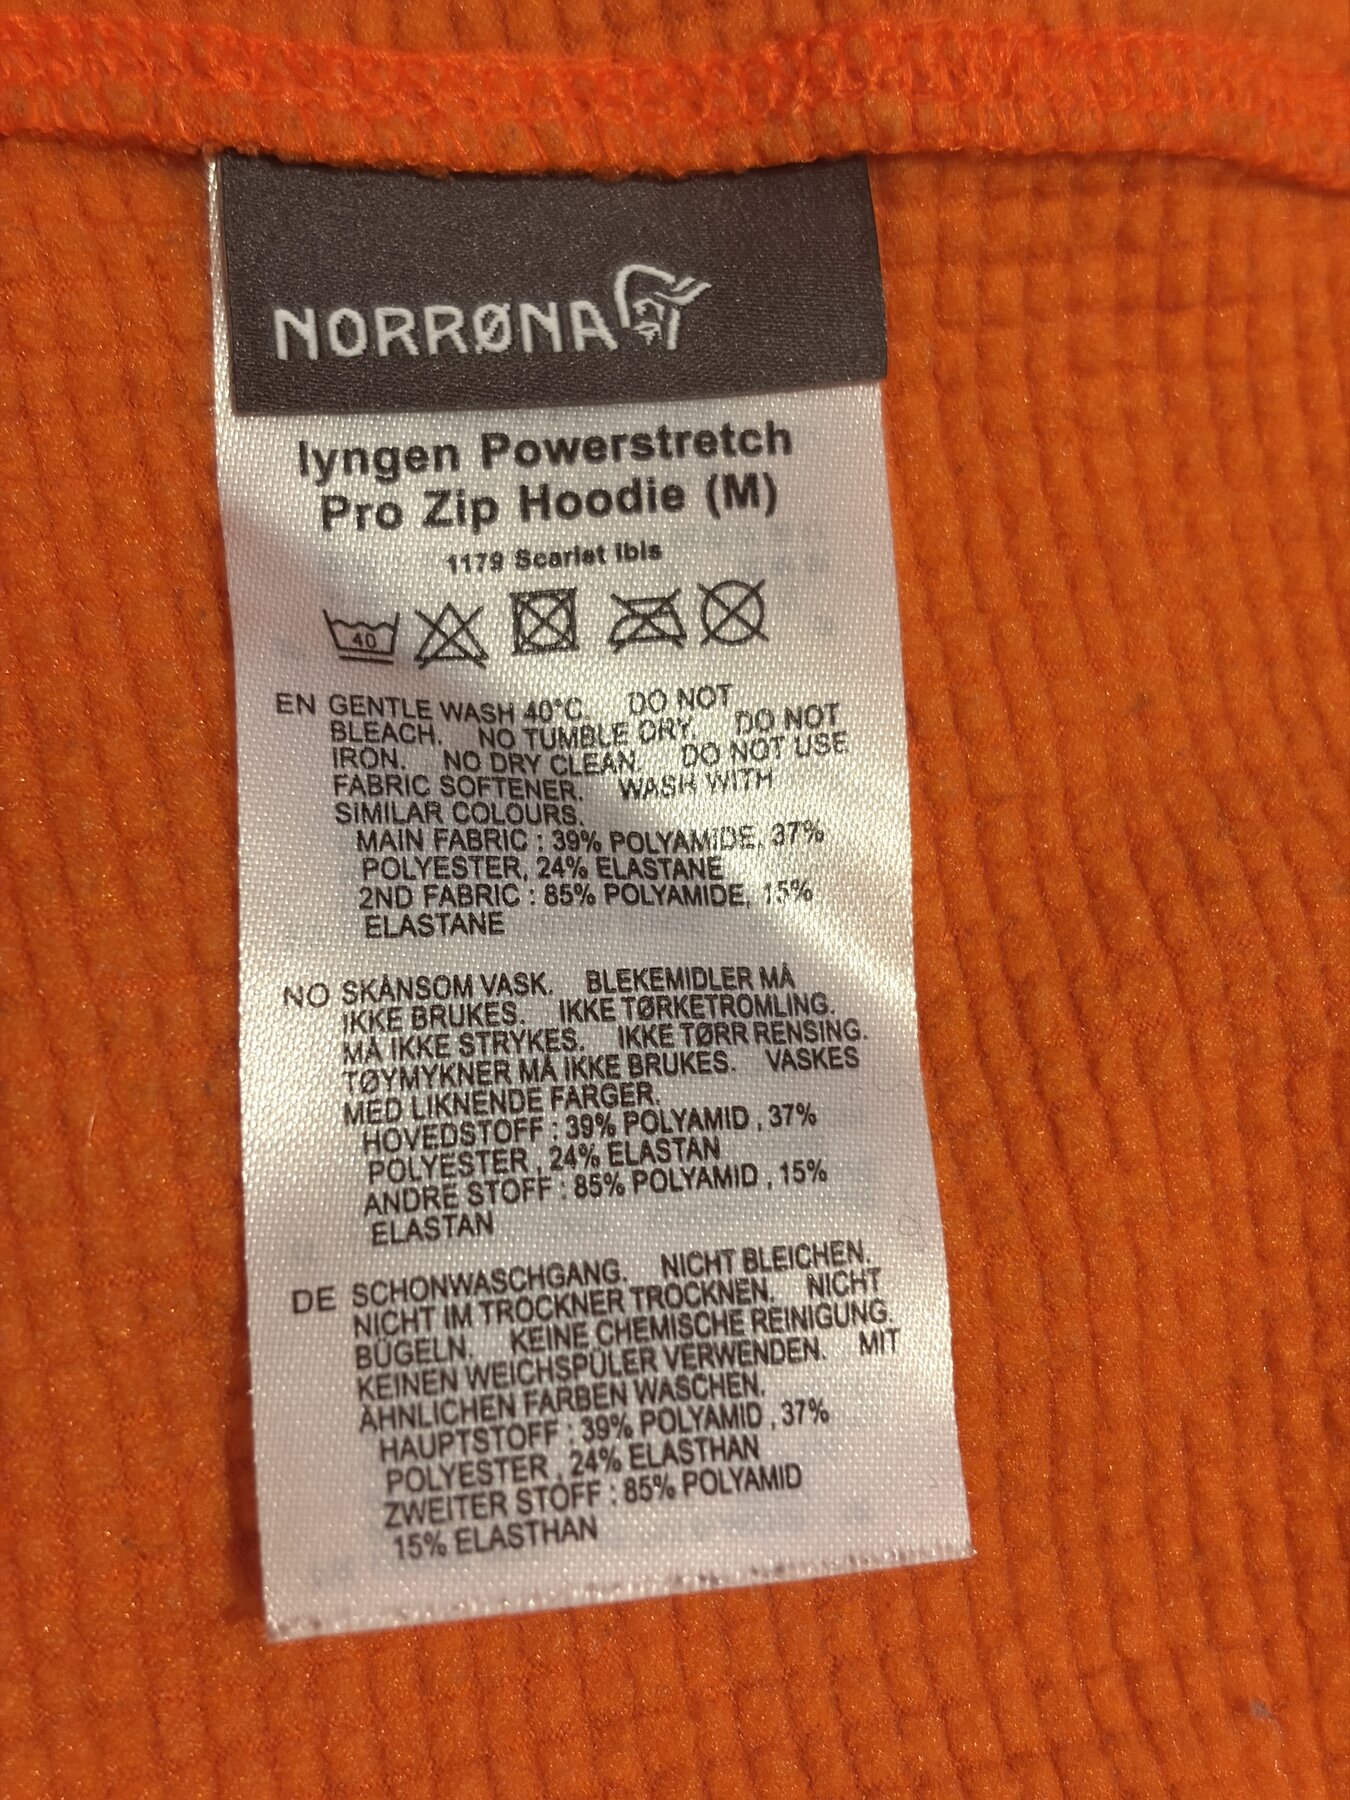 NORRØNA
lyngen Powerstretch
Pro Zip Hoodie (M)
1179 Scarlet Ibis
40
EN GENTLE WASH 40°C. DO NOT
BLEACH. NO TUMBLE DRY. DO NOT
IRON. NO DRY CLEAN. DO NOT USE
FABRIC SOFTENER. WASH WITH
SIMILAR COLOURS.
MAIN FABRIC : 39% POLYAMIDE, 37%
POLYESTER, 24% ELASTANE
2ND FABRIC : 85% POLYAMIDE, 15%
ELASTANE
NO SKÅNSOM VASK. BLEKEMIDLER MÅ
IKKE BRUKES. IKKE TØRKETROMLING.
MÅ IKKE STRYKES. IKKE TØRR RENSING.
TØYMYKNER MÅ IKKE BRUKES. VASKES
MED LIKNENDE FARGER.
HOVEDSTOFF : 39% POLYAMID , 37%
POLYESTER , 24% ELASTAN
ANDRE STOFF : 85% POLYAMID , 15%
ELASTAN
DE SCHONWASCHGANG. NICHT BLEICHEN.
NICHT IM TROCKNER TROCKNEN. NICHT
BÜGELN. KEINE CHEMISCHE REINIGUNG.
KEINEN WEICHSPÜLER VERWENDEN. MIT
ÄHNLICHEN FARBEN WASCHEN.
HAUPTSTOFF : 39% POLYAMID , 37%
POLYESTER , 24% ELASTHAN
ZWEITER STOFF : 85% POLYAMID
15% ELASTHAN